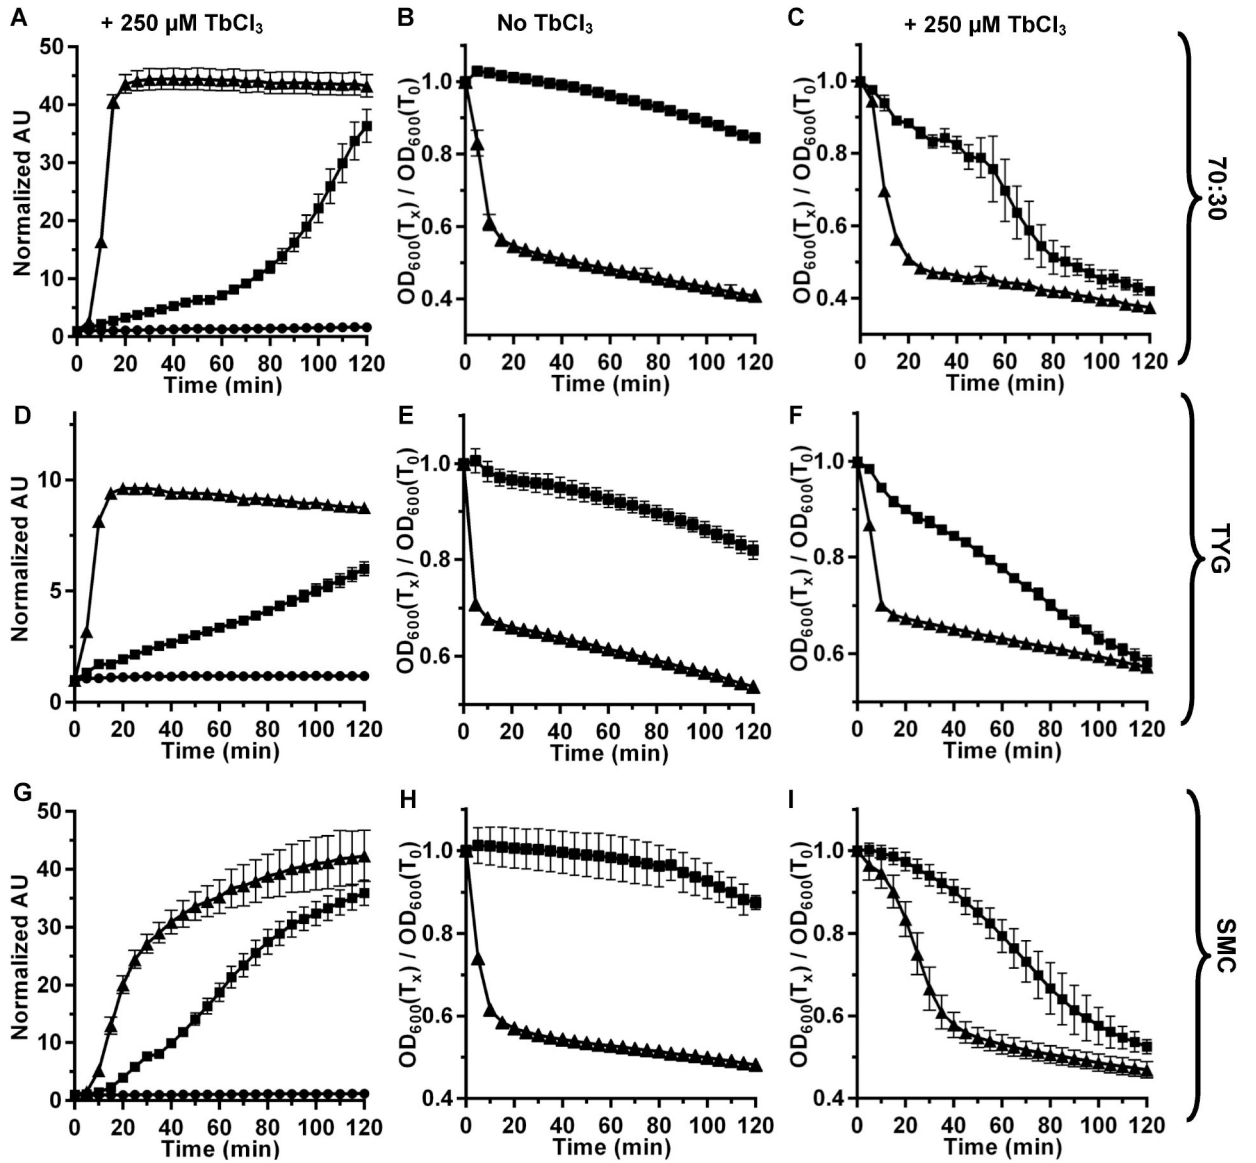 A
+ 250 µM TbCl3
B
No TbCl3
C
+ 250 µM TbCl3
50
40
30
20
10
0
Normalized AU
0 20 40 60 80 100 120
Time (min)
1.0
0.8
0.6
0.4
OD600(Tx) / OD600(T0)
0 20 40 60 80 100 120
Time (min)
1.0
0.8
0.6
0.4
OD600(Tx) / OD600(T0)
0 20 40 60 80 100 120
Time (min)
70:30
D
E
F
10
5
0
Normalized AU
0 20 40 60 80 100 120
Time (min)
1.0
0.8
0.6
OD600(Tx) / OD600(T0)
0 20 40 60 80 100 120
Time (min)
1.0
0.8
0.6
OD600(Tx) / OD600(T0)
0 20 40 60 80 100 120
Time (min)
TYG
G
H
I
50
40
30
20
10
0
Normalized AU
0 20 40 60 80 100 120
Time (min)
1.0
0.8
0.6
0.4
OD600(Tx) / OD600(T0)
0 20 40 60 80 100 120
Time (min)
1.0
0.8
0.6
0.4
OD600(Tx) / OD600(T0)
0 20 40 60 80 100 120
Time (min)
SMC